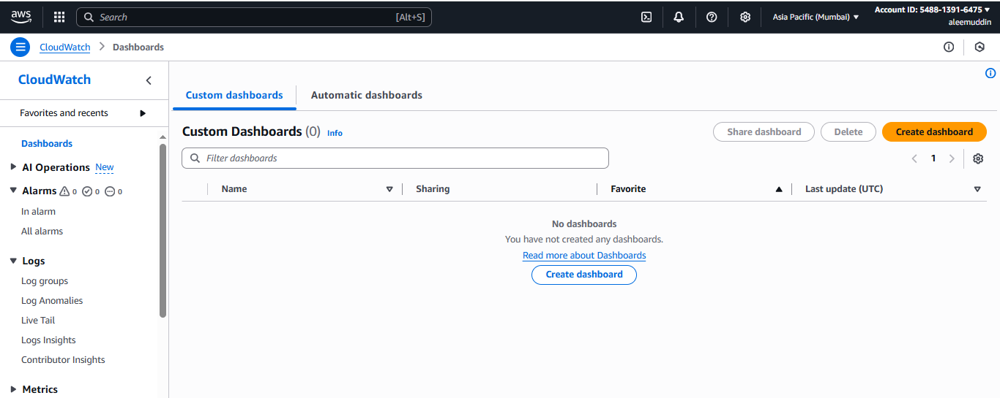 aws
Search [Alt+S]
Asia Pacific (Mumbai)
Account ID: 5488-1391-6475
aleemuddin
CloudWatch > Dashboards
CloudWatch
Favorites and recents
Dashboards
AI Operations New
Alarms 0 0 0
In alarm
All alarms
Logs
Log groups
Log Anomalies
Live Tail
Logs Insights
Contributor Insights
Metrics
Custom dashboards
Automatic dashboards
Custom Dashboards (0) Info
Share dashboard
Delete
Create dashboard
Filter dashboards
1
Name Sharing Favorite Last update (UTC)
No dashboards
You have not created any dashboards.
Read more about Dashboards
Create dashboard